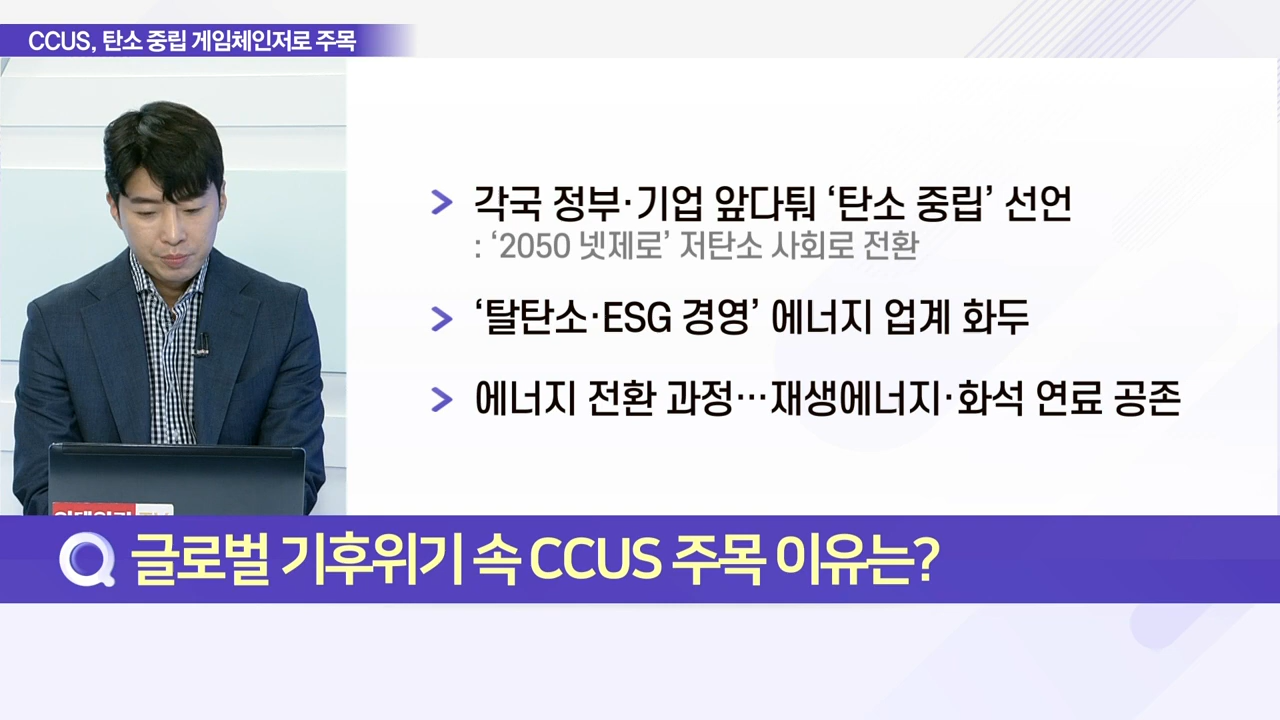 CCUS, 탄소 중립 게임체인저로 주목
> 각국 정부·기업 앞다퉈 ‘탄소 중립’ 선언
: ‘2050 넷제로’ 저탄소 사회로 전환
> ‘탈탄소·ESG 경영’ 에너지 업계 화두
> 에너지 전환 과정…재생에너지·화석 연료 공존
Q 글로벌 기후위기 속 CCUS 주목 이유는?